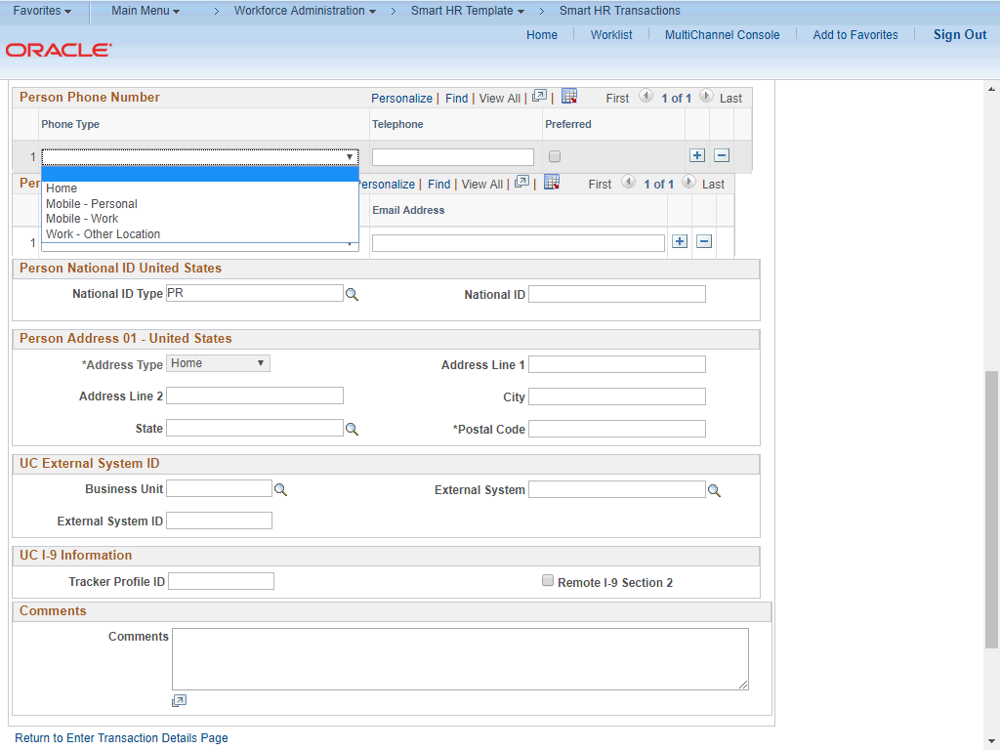 Favorites Main Menu > Workforce Administration > Smart HR Template > Smart HR Transactions
Home Worklist MultiChannel Console Add to Favorites Sign Out
ORACLE
Person Phone Number Personalize | Find | View All | | First 1 of 1 Last
Phone Type Telephone Preferred
1
Per ersonalize | Find | View All | | First 1 of 1 Last
Home
Mobile - Personal
Mobile - Work
Work - Other Location
Email Address
1
Person National ID United States
National ID Type PR National ID
Person Address 01 - United States
*Address Type Home Address Line 1
Address Line 2 City
State *Postal Code
UC External System ID
Business Unit External System
External System ID
UC I-9 Information
Tracker Profile ID Remote I-9 Section 2
Comments
Comments
Return to Enter Transaction Details Page